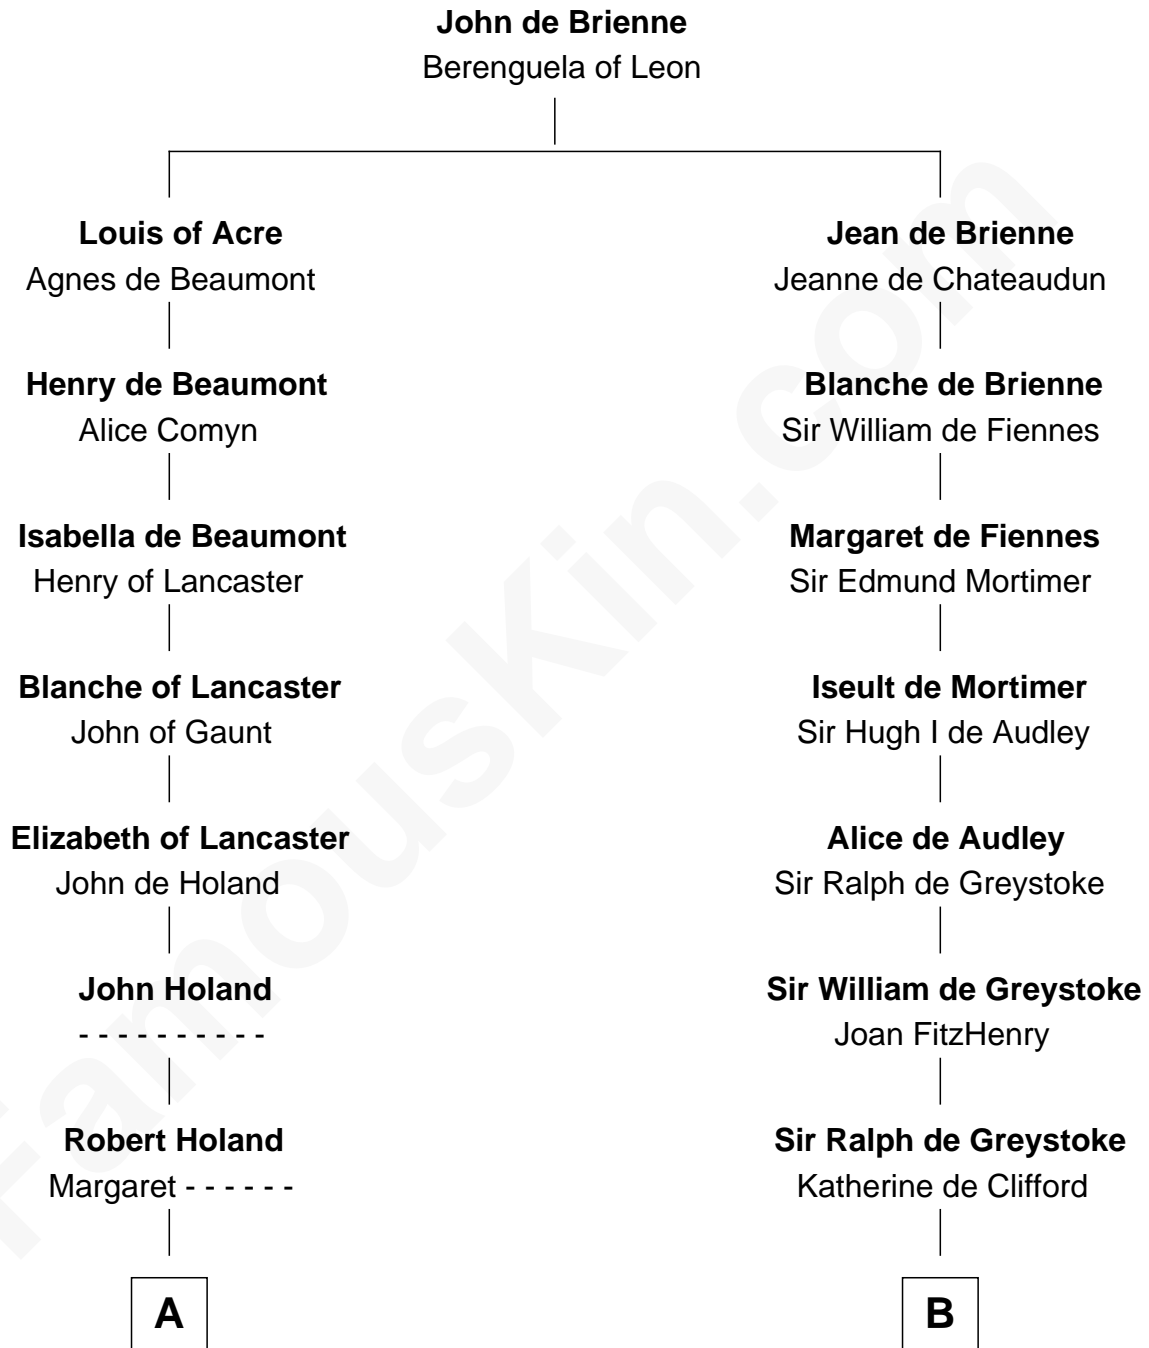 John de Brienne
Berenguela of Leon
Louis of Acre
Agnes de Beaumont
Jean de Brienne
Jeanne de Chateaudun
Henry de Beaumont
Alice Comyn
Blanche de Brienne
Sir William de Fiennes
Isabella de Beaumont
Henry of Lancaster
Margaret de Fiennes
Sir Edmund Mortimer
Blanche of Lancaster
John of Gaunt
Iseult de Mortimer
Sir Hugh I de Audley
Elizabeth of Lancaster
John de Holand
Alice de Audley
Sir Ralph de Greystoke
John Holand
- - - - - - - - - -
Sir William de Greystoke
Joan FitzHenry
Robert Holand
Margaret - - - - - -
Sir Ralph de Greystoke
Katherine de Clifford
A
B
FamousKin.com